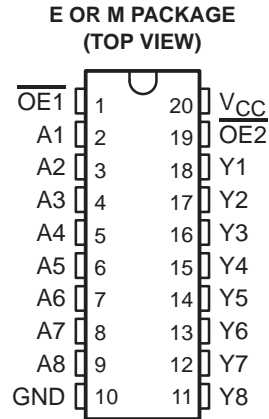 E OR M PACKAGE
(TOP VIEW)
OE1 1 20 VCC
A1 2 19 OE2
A2 3 18 Y1
A3 4 17 Y2
A4 5 16 Y3
A5 6 15 Y4
A6 7 14 Y5
A7 8 13 Y6
A8 9 12 Y7
GND 10 11 Y8